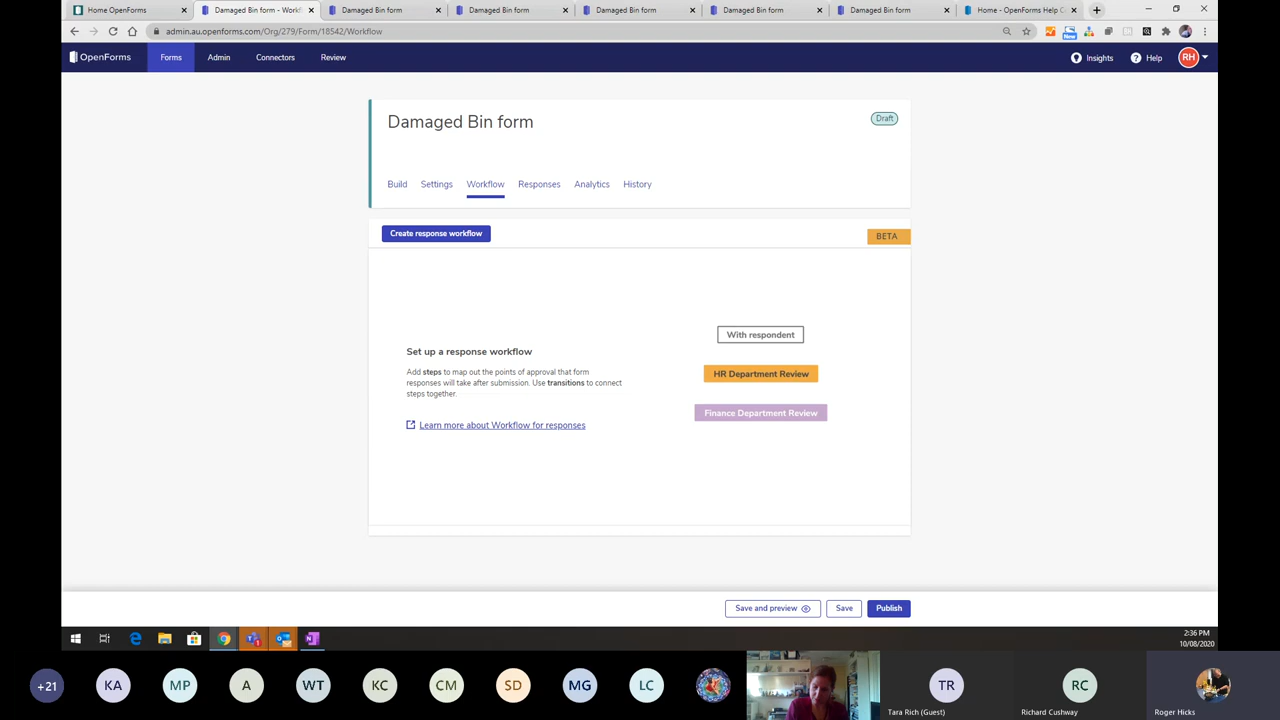 Home OpenForms
Damaged Bin form - Workf
Damaged Bin form
Damaged Bin form
Damaged Bin form
Damaged Bin form
Damaged Bin form
Home - OpenForms Help C
admin.au.openforms.com/Org/279/Form/18542/Workflow
New
OpenForms
Forms
Admin
Connectors
Review
Insights
Help
RH
Damaged Bin form
Draft
Build
Settings
Workflow
Responses
Analytics
History
Create response workflow
BETA
With respondent
Set up a response workflow
HR Department Review
Add steps to map out the points of approval that form
responses will take after submission. Use transitions to connect
steps together.
Finance Department Review
Learn more about Workflow for responses
Save and preview
Save
Publish
2:36 PM
10/08/2020
+21
KA
MP
A
WT
KC
CM
SD
MG
LC
TR
RC
Tara Rich (Guest)
Richard Cushway
Roger Hicks